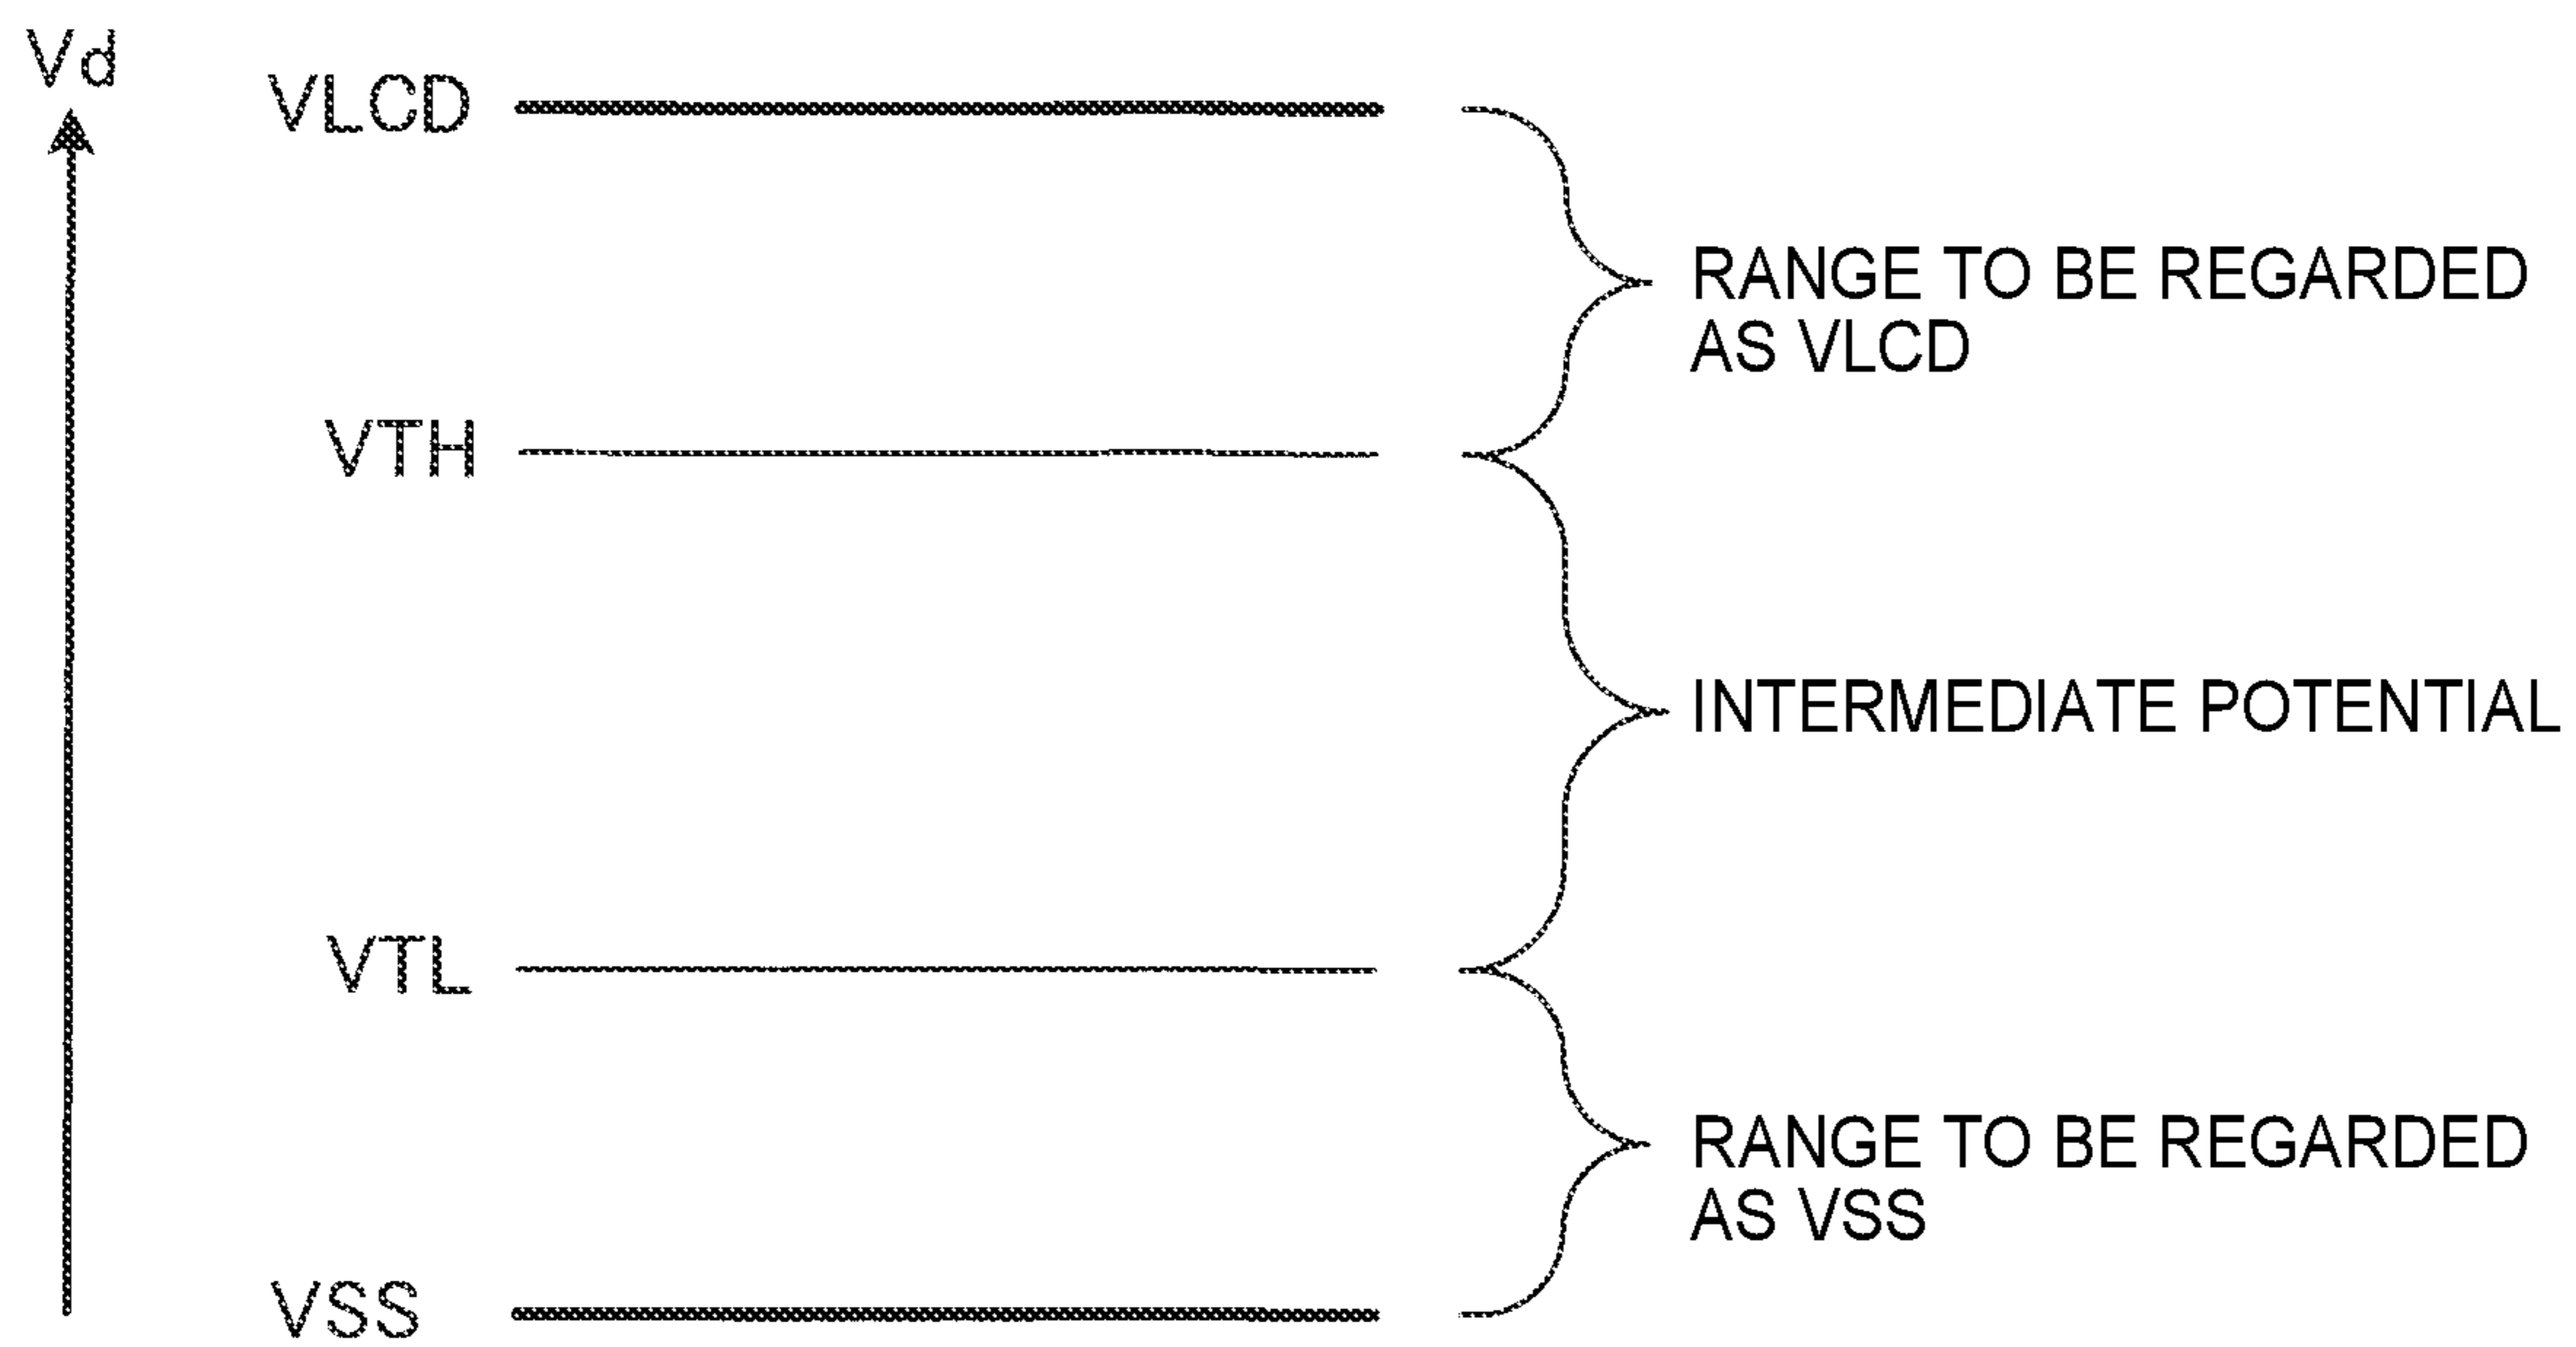 Vd
VLCD
RANGE TO BE REGARDED
AS VLCD
VTH
INTERMEDIATE POTENTIAL
VTL
RANGE TO BE REGARDED
AS VSS
VSS